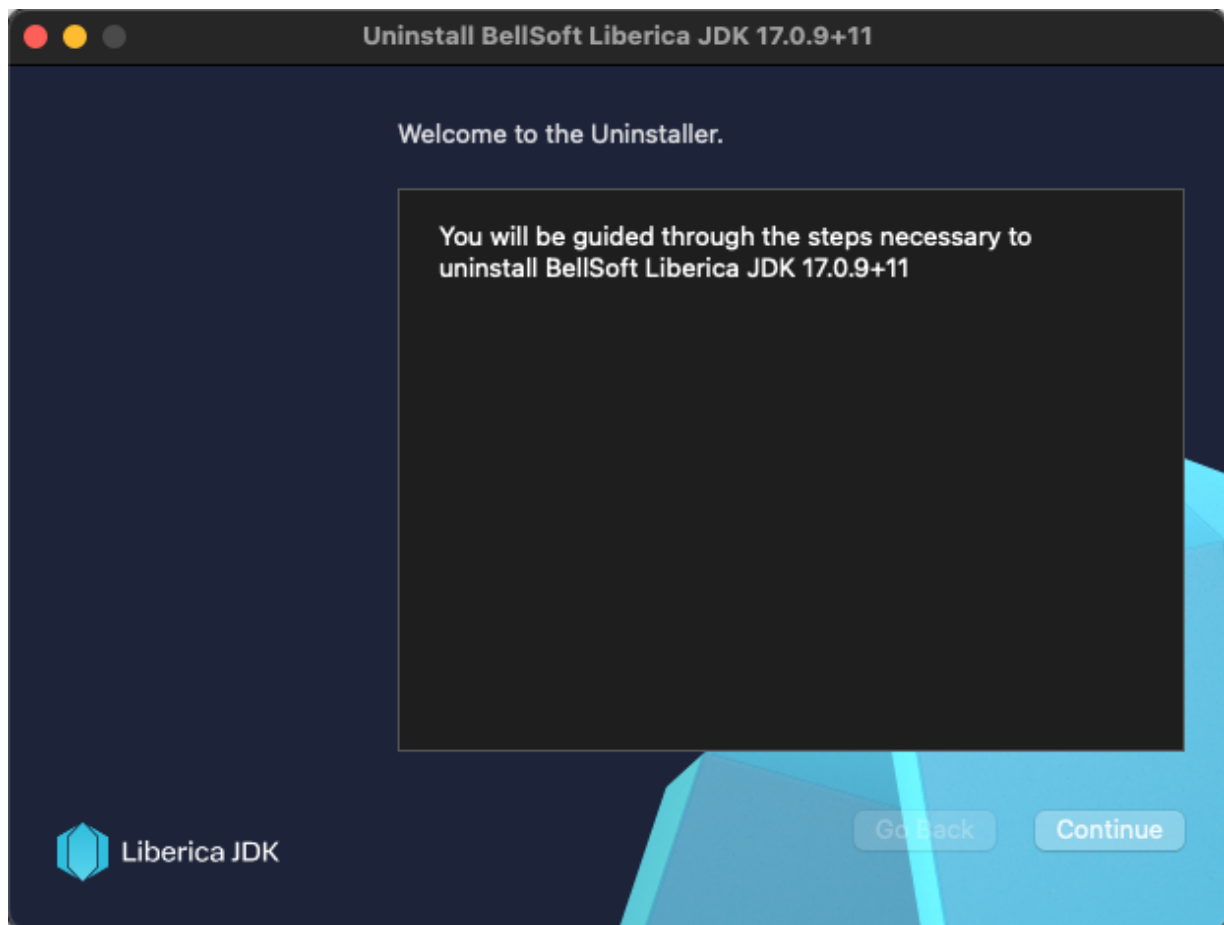 Uninstall BellSoft Liberica JDK 17.0.9+11
Welcome to the Uninstaller.
You will be guided through the steps necessary to
uninstall BellSoft Liberica JDK 17.0.9+11
Go Back
Continue
Liberica JDK